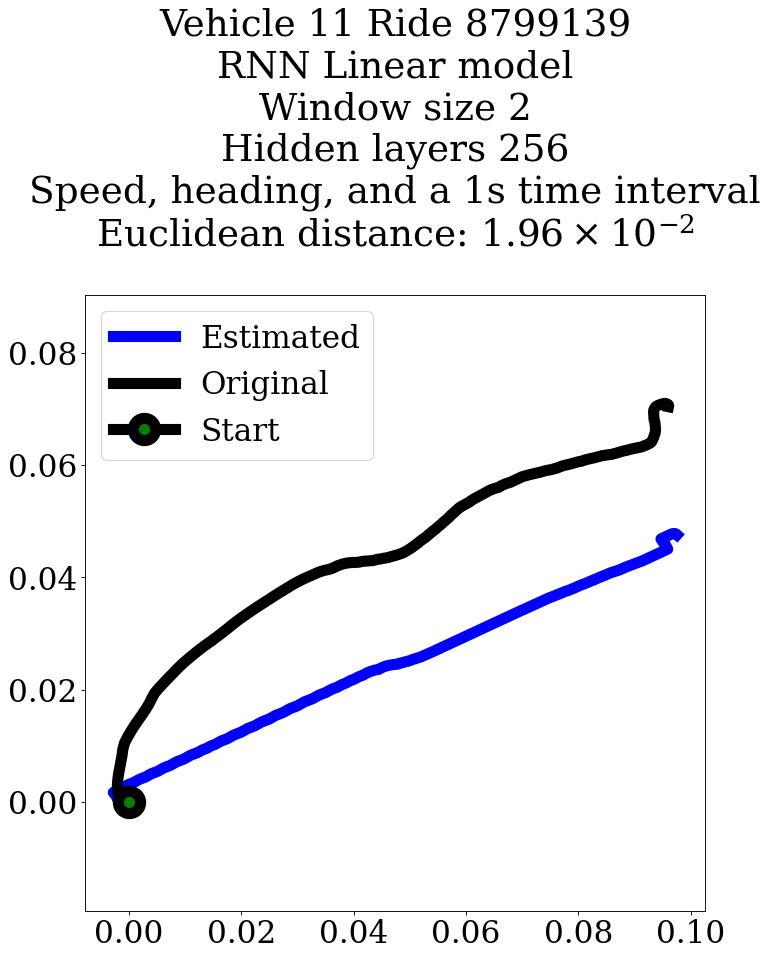 Vehicle 11 Ride 8799139
RNN Linear model
Window size 2
Hidden layers 256
Speed, heading, and a 1s time interval
Euclidean distance: 1.96 × 10⁻²
Estimated
Original
Start
0.08
0.06
0.04
0.02
0.00
0.00 0.02 0.04 0.06 0.08 0.10